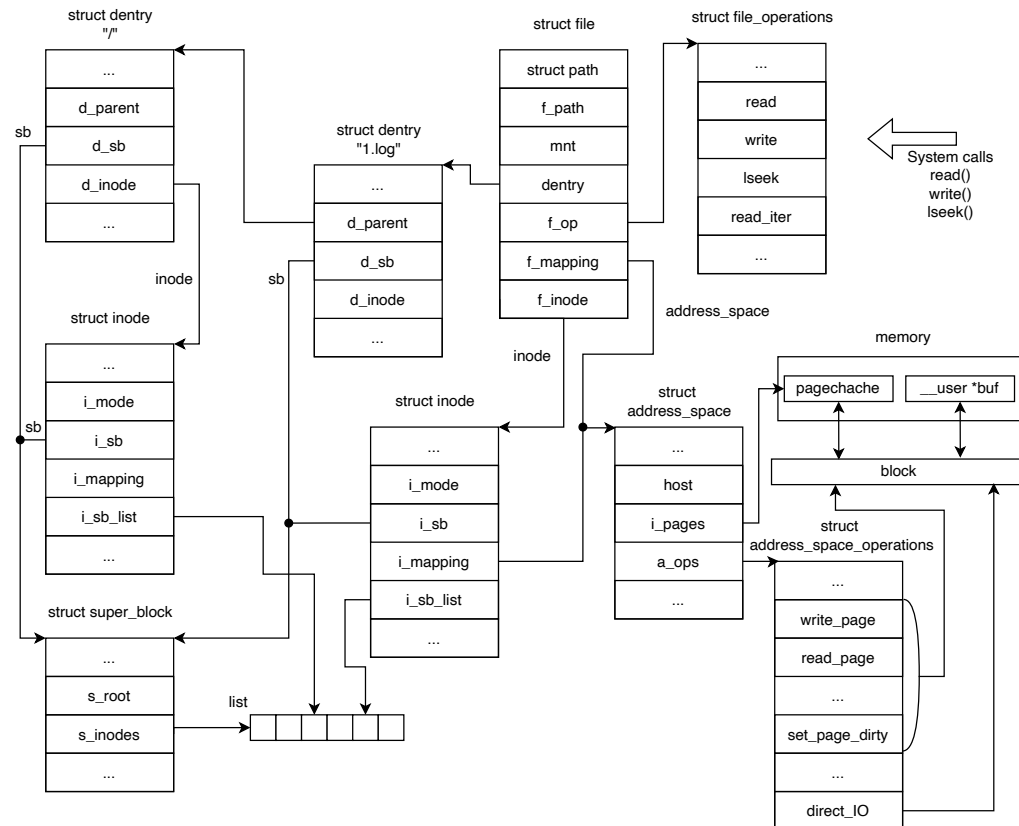 struct dentry
"/"
...
d_parent
d_sb
d_inode
...
sb
inode
struct dentry
"1.log"
...
d_parent
d_sb
d_inode
...
sb
struct file
struct path
f_path
mnt
dentry
f_op
f_mapping
f_inode
struct file_operations
...
read
write
lseek
read_iter
...
System calls
read()
write()
lseek()
address_space
inode
struct inode
...
i_mode
i_sb
i_mapping
i_sb_list
...
sb
struct inode
...
i_mode
i_sb
i_mapping
i_sb_list
...
struct
address_space
...
host
i_pages
a_ops
...
memory
pagechache
__user *buf
block
struct
address_space_operations
...
write_page
read_page
...
set_page_dirty
...
direct_IO
struct super_block
...
s_root
s_inodes
...
list